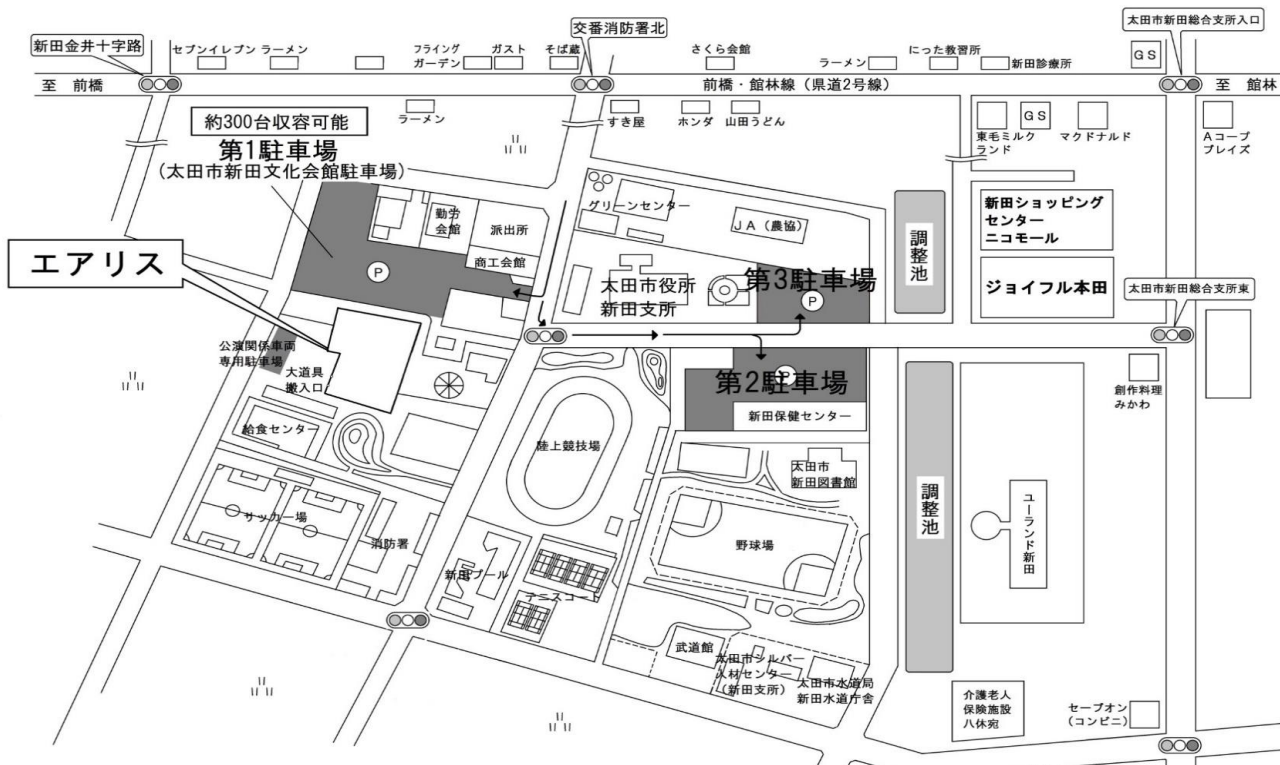 交番消防署北
太田市新田総合支所入口
新田金井十字路
セブンイレブン ラーメン
フライング
ガーデン
ガスト
そば蔵
さくら会館
ラーメン
にった教習所
新田診療所
GS
至 前橋
前橋・館林線（県道2号線）
至 館林
ラーメン
すき屋
ホンダ
山田うどん
東毛ミルク
ランド
GS
マクドナルド
Aコープ
プレイズ
約300台収容可能
第1駐車場
(太田市新田文化会館駐車場)
勤労
会館
派出所
商工会館
グリーンセンター
JA（農協）
調整池
新田ショッピング
センター
ニコモール
エアリス
P
太田市役所
新田支所
第3駐車場
P
ジョイフル本田
太田市新田総合支所東
公演関係車両
専用駐車場
大道具
搬入口
第2駐車場
P
新田保健センター
創作料理
みかわ
給食センター
陸上競技場
太田市
新田図書館
調整池
ユーランド新田
サッカー場
消防署
野球場
新田プール
テニスコート
武道館
太田市シルバー
人材センター
（新田支所）
太田市水道局
新田水道庁舎
介護老人
保険施設
八休宛
セーブオン
(コンビニ)